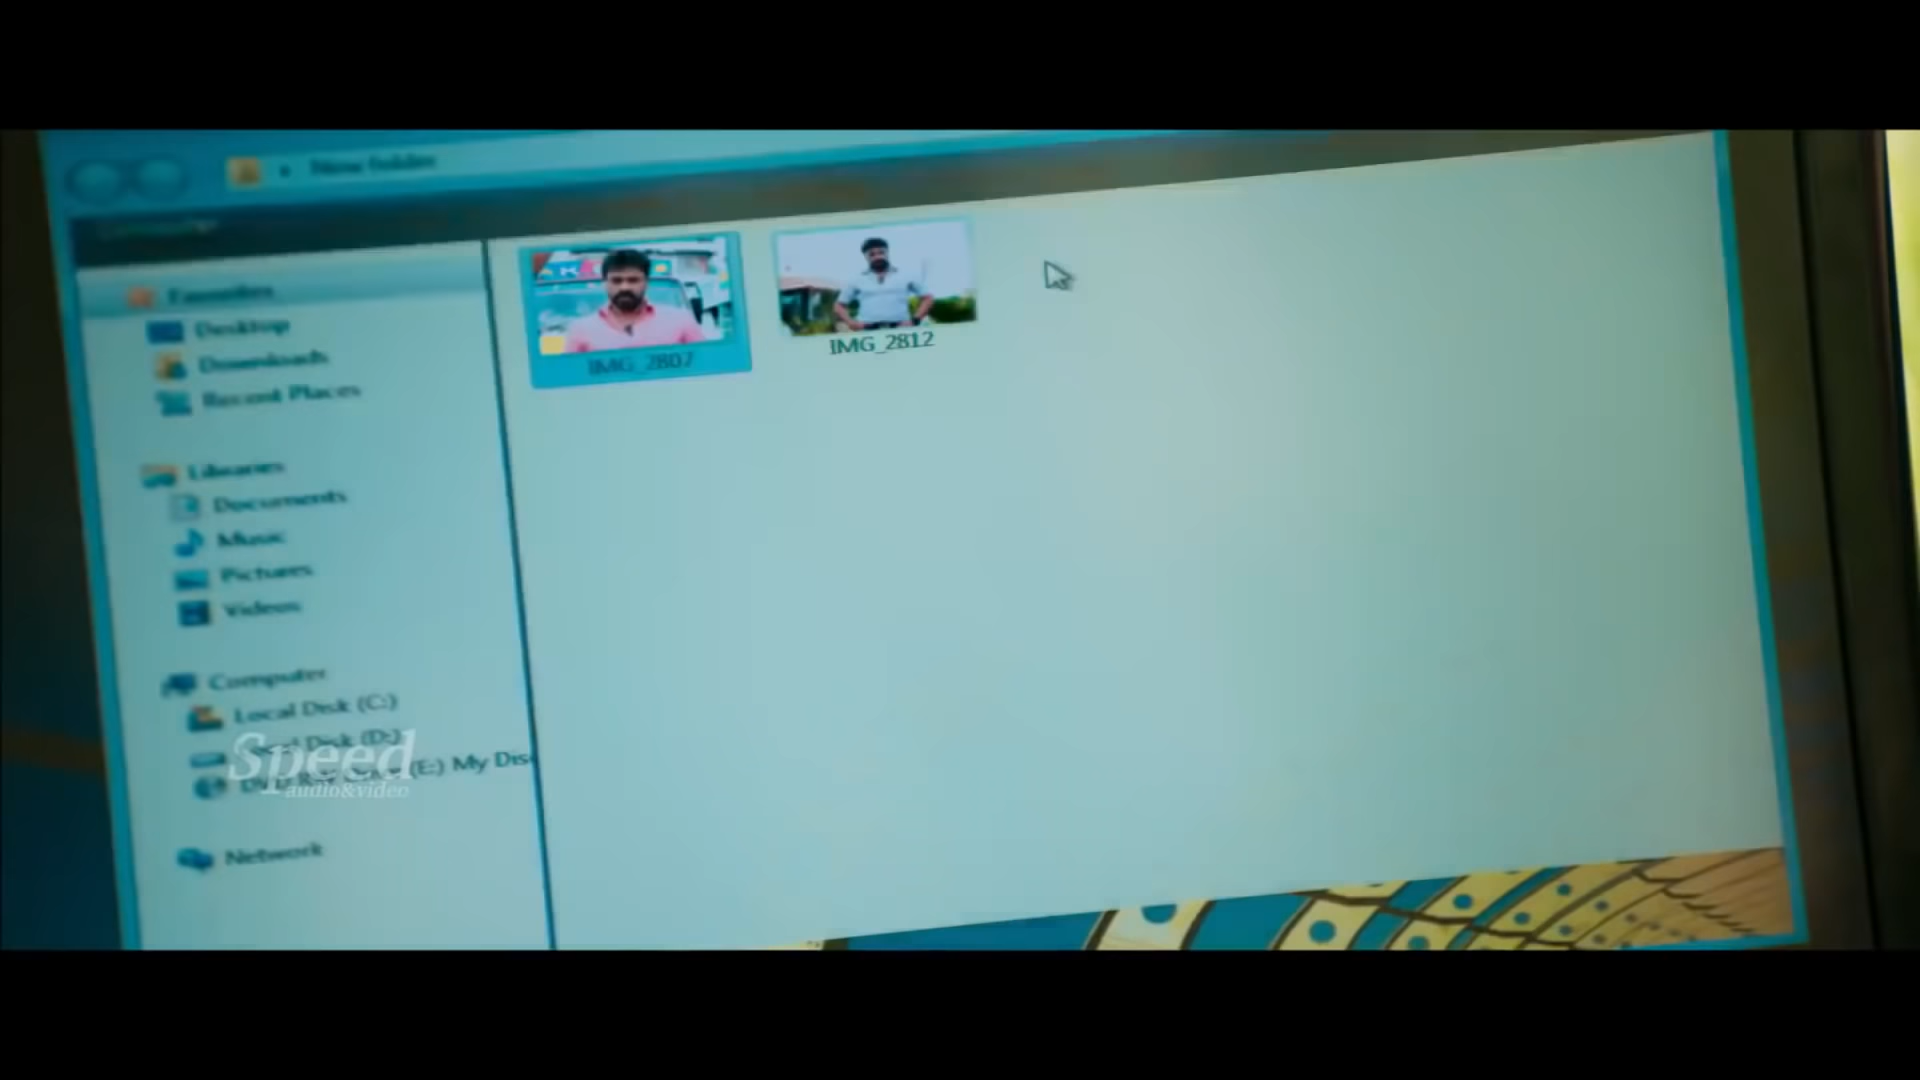 New folder
Favorites
IMG_2807
IMG_2812
Desktop
Downloads
Recent Places
Libraries
Documents
Music
Pictures
Videos
Computer
Local Disk (C:)
Local Disk (D:)
(E:) My Disc
Speed
audio&video
Network